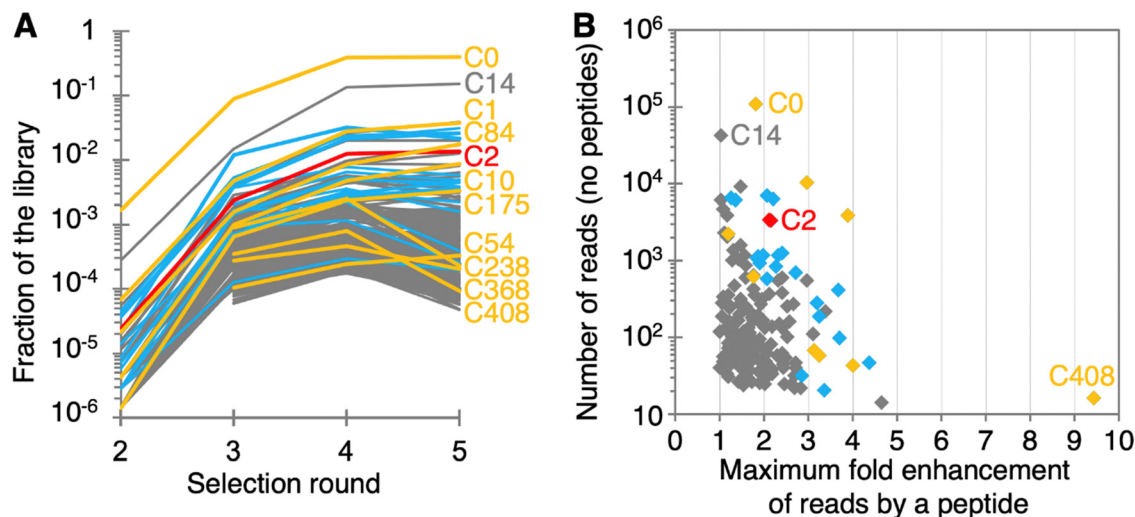 A
Fraction of the library
1
10-1
10-2
10-3
10-4
10-5
10-6
2 3 4 5
Selection round
C0
C14
C1
C84
C2
C10
C175
C54
C238
C368
C408
B
Number of reads (no peptides)
10⁶
10⁵
10⁴
10³
10²
10
0 1 2 3 4 5 6 7 8 9 10
Maximum fold enhancement
of reads by a peptide
C0
C14
C2
C408